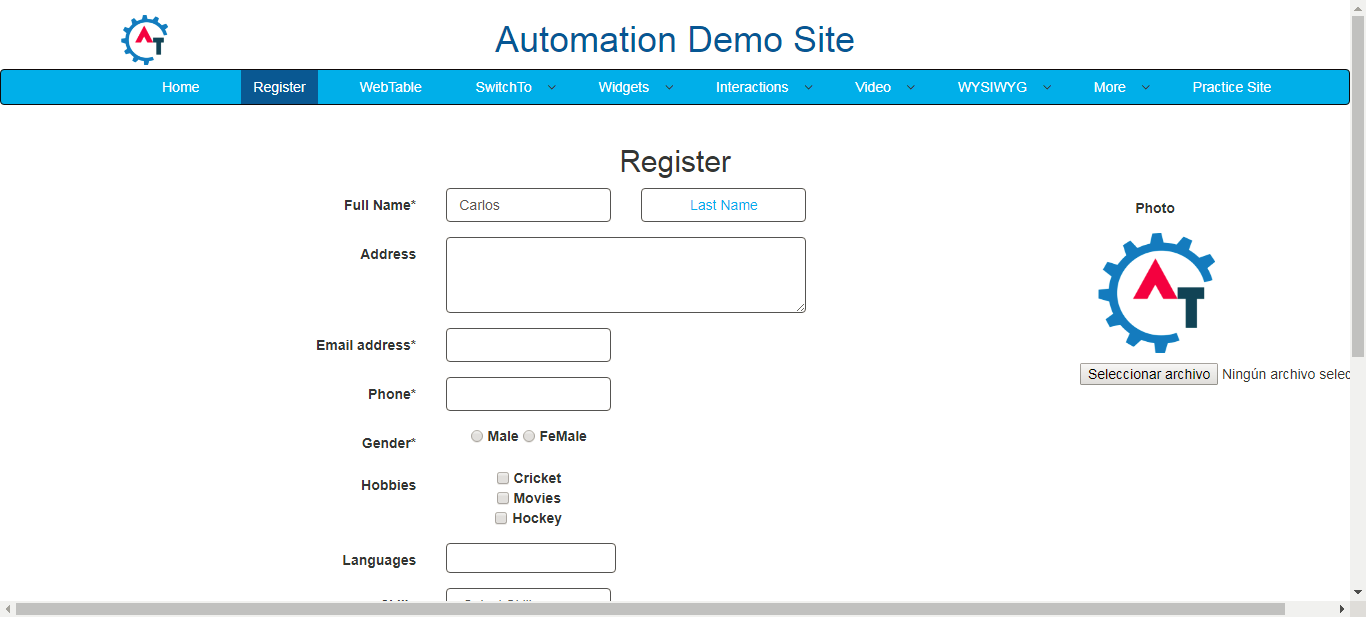 AT
Automation Demo Site
Home Register WebTable SwitchTo Widgets Interactions Video WYSIWYG More Practice Site
Register
Full Name* Carlos Last Name
Photo
Address
AT
Email address*
Seleccionar archivo Ningún archivo selec
Phone*
Gender* Male FeMale
Hobbies Cricket
Movies
Hockey
Languages